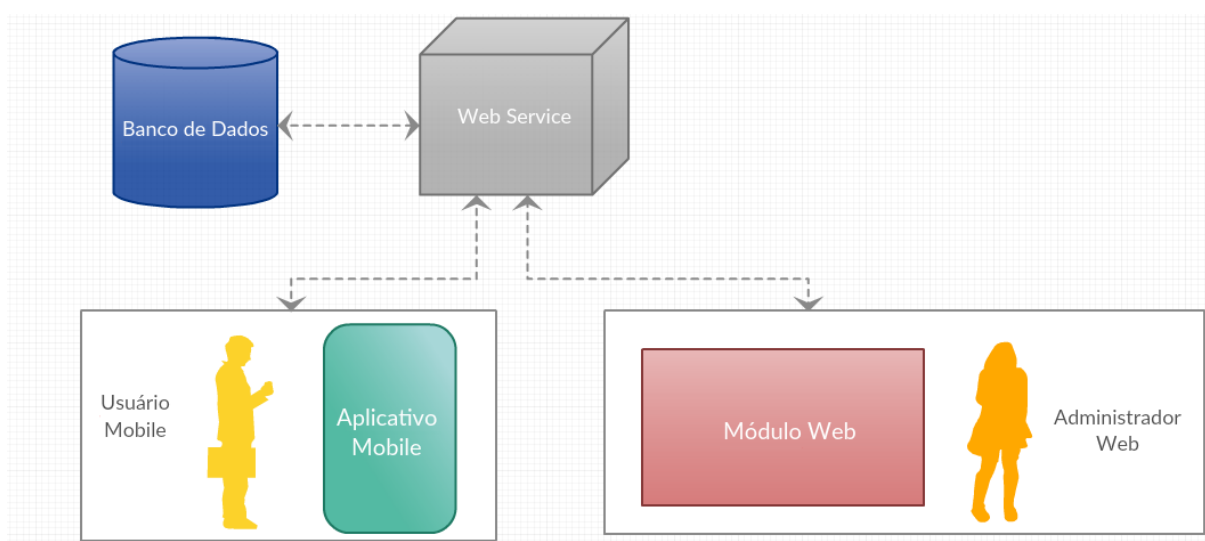 Banco de Dados
Web Service
Usuário
Mobile
Aplicativo
Mobile
Módulo Web
Administrador
Web